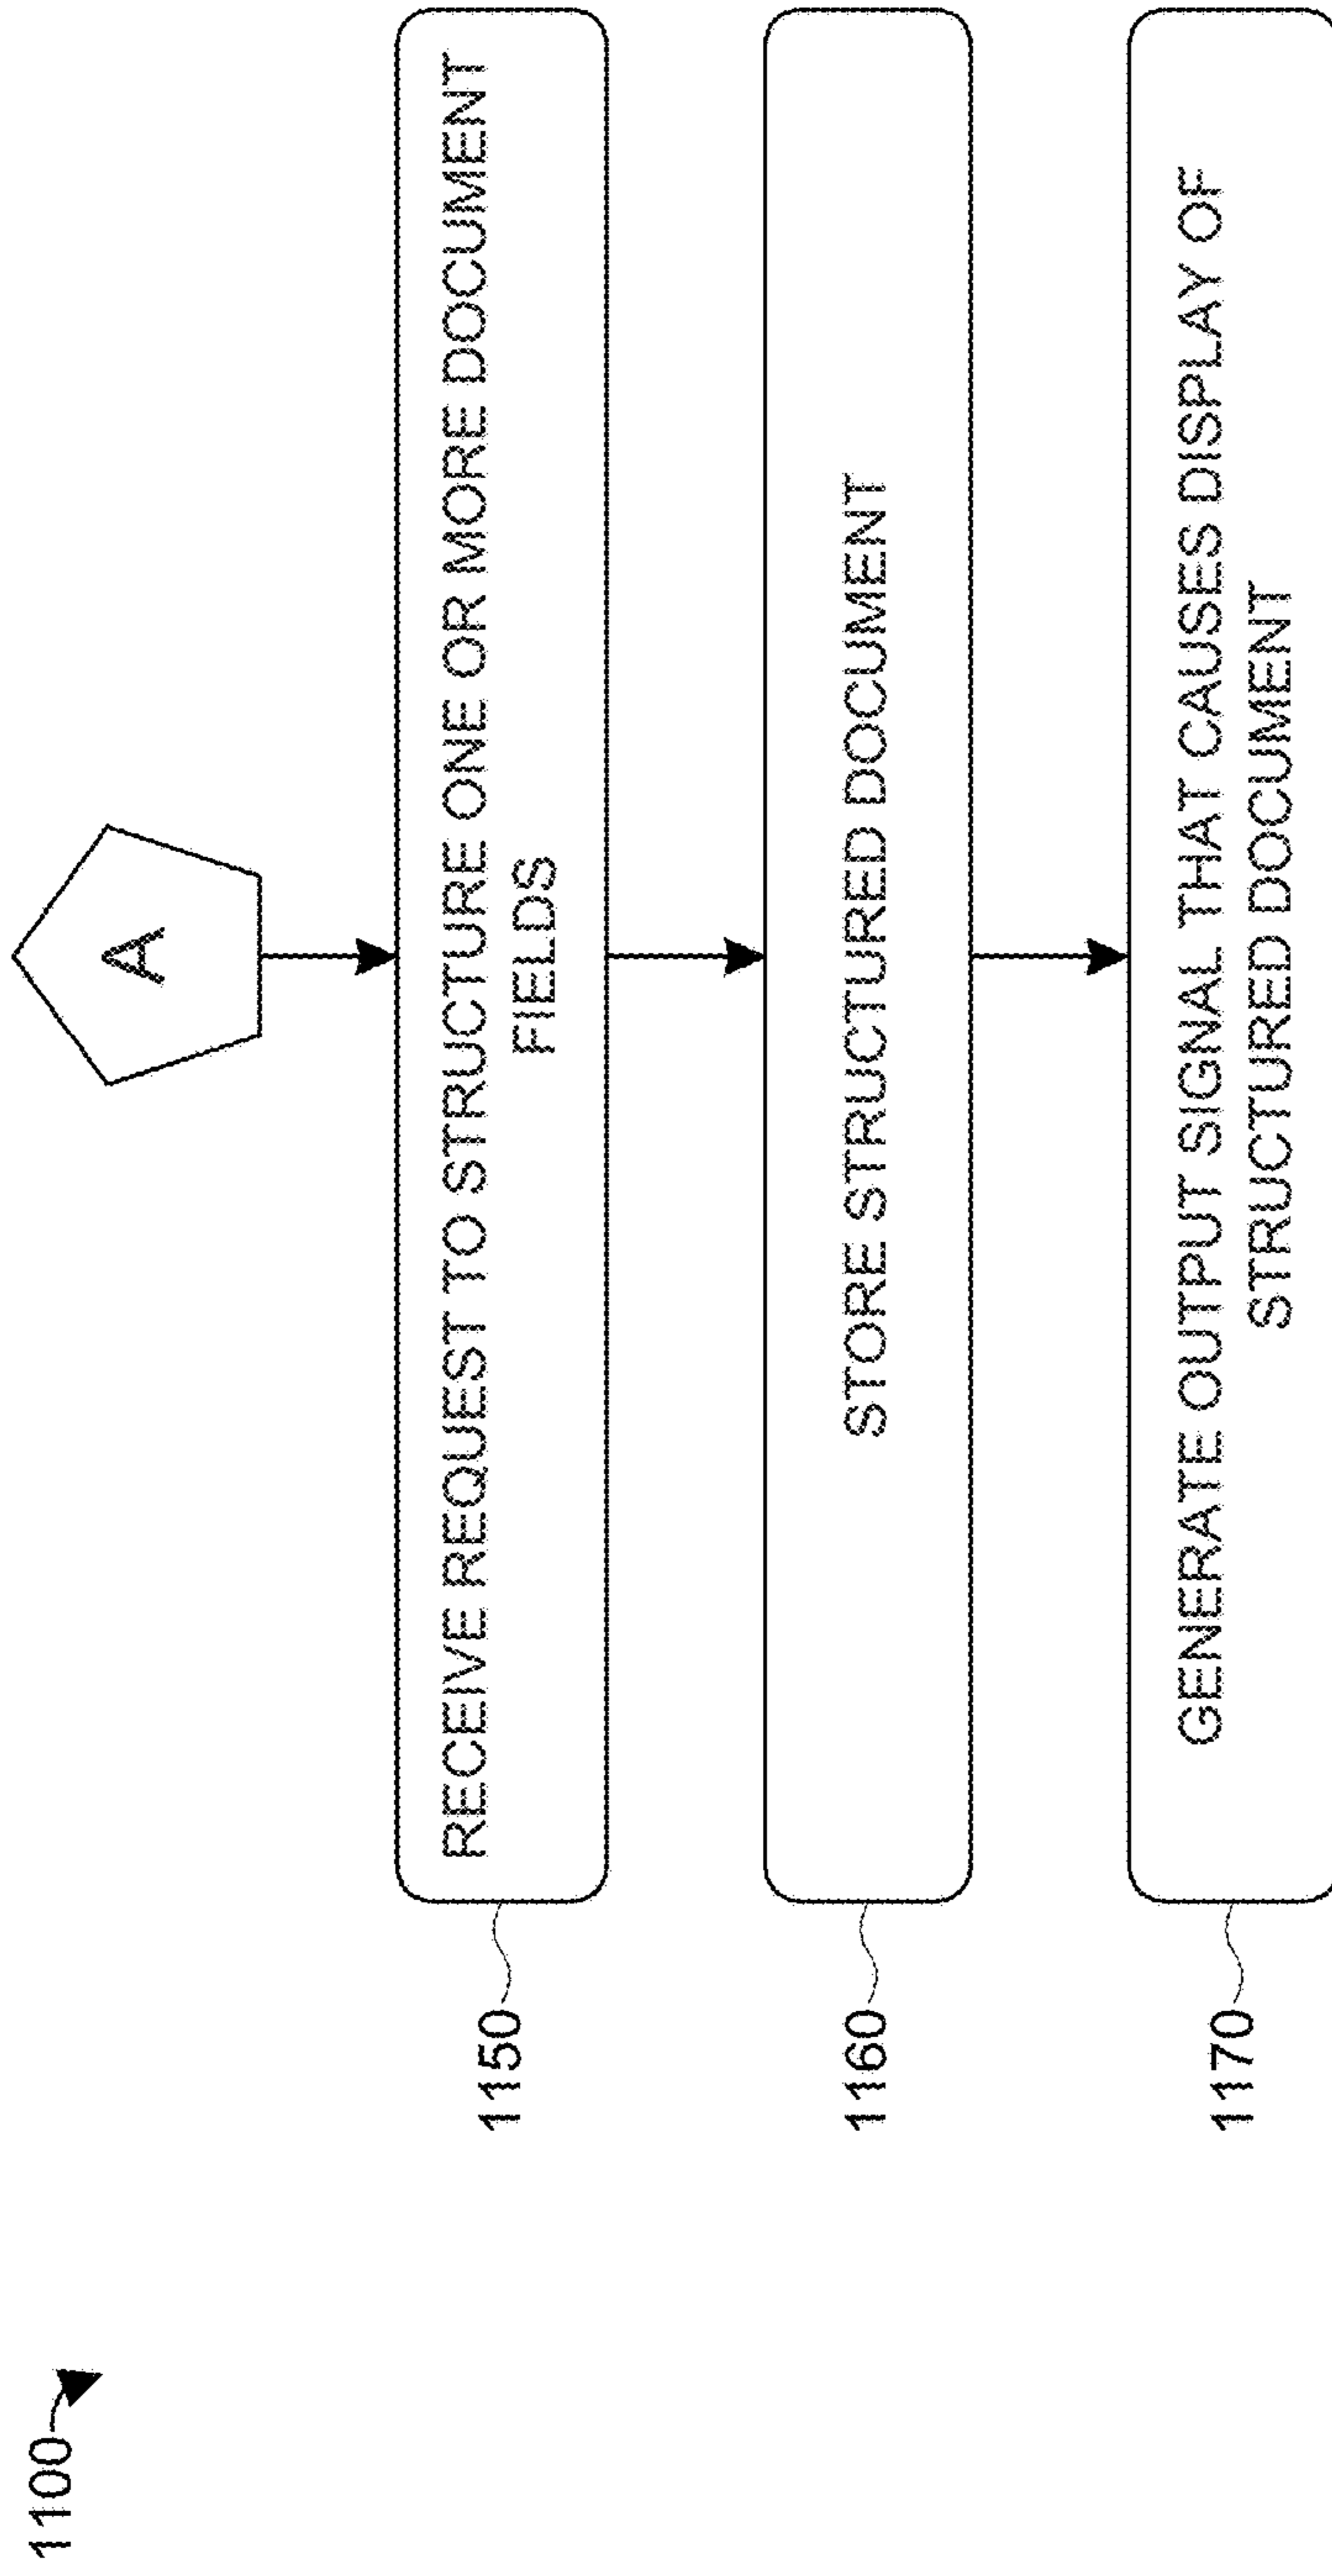 1100
A
RECEIVE REQUEST TO STRUCTURE ONE OR MORE DOCUMENT
FIELDS
1150
STORE STRUCTURED DOCUMENT
1160
GENERATE OUTPUT SIGNAL THAT CAUSES DISPLAY OF
STRUCTURED DOCUMENT
1170